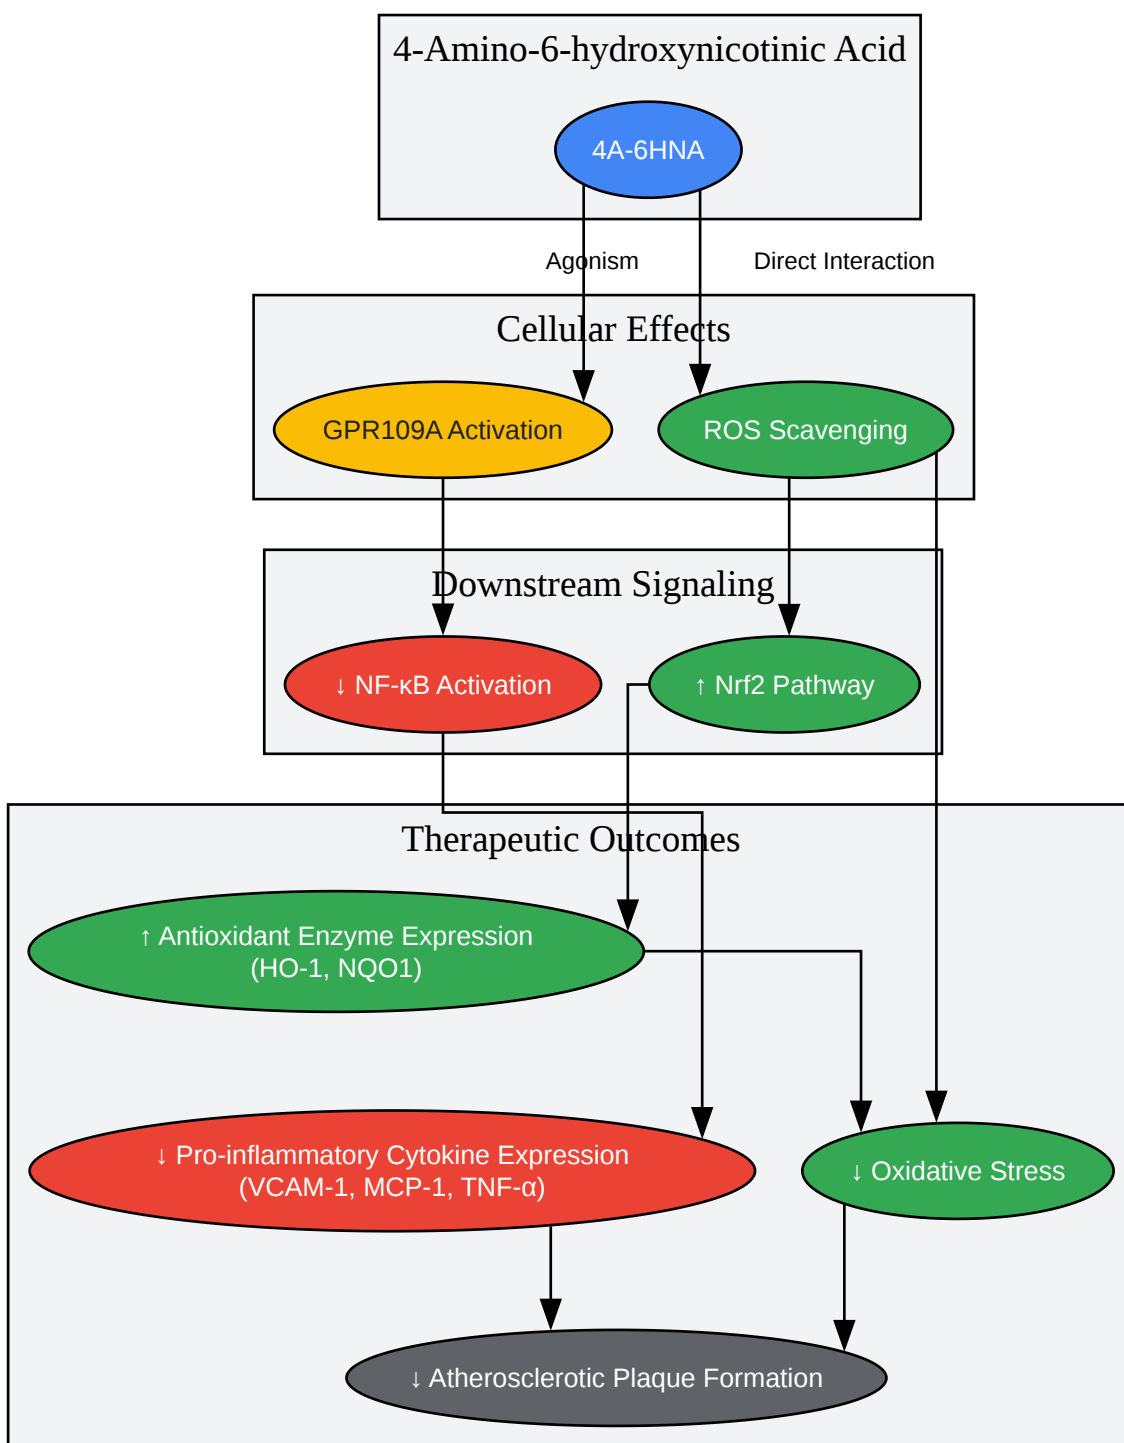 4-Amino-6-hydroxynicotinic Acid
4A-6HNA
Agonism
Direct Interaction
Cellular Effects
GPR109A Activation
ROS Scavenging
Downstream Signaling
↓ NF-κB Activation
↑ Nrf2 Pathway
Therapeutic Outcomes
↑ Antioxidant Enzyme Expression
(HO-1, NQO1)
↓ Pro-inflammatory Cytokine Expression
(VCAM-1, MCP-1, TNF-α)
↓ Oxidative Stress
↓ Atherosclerotic Plaque Formation